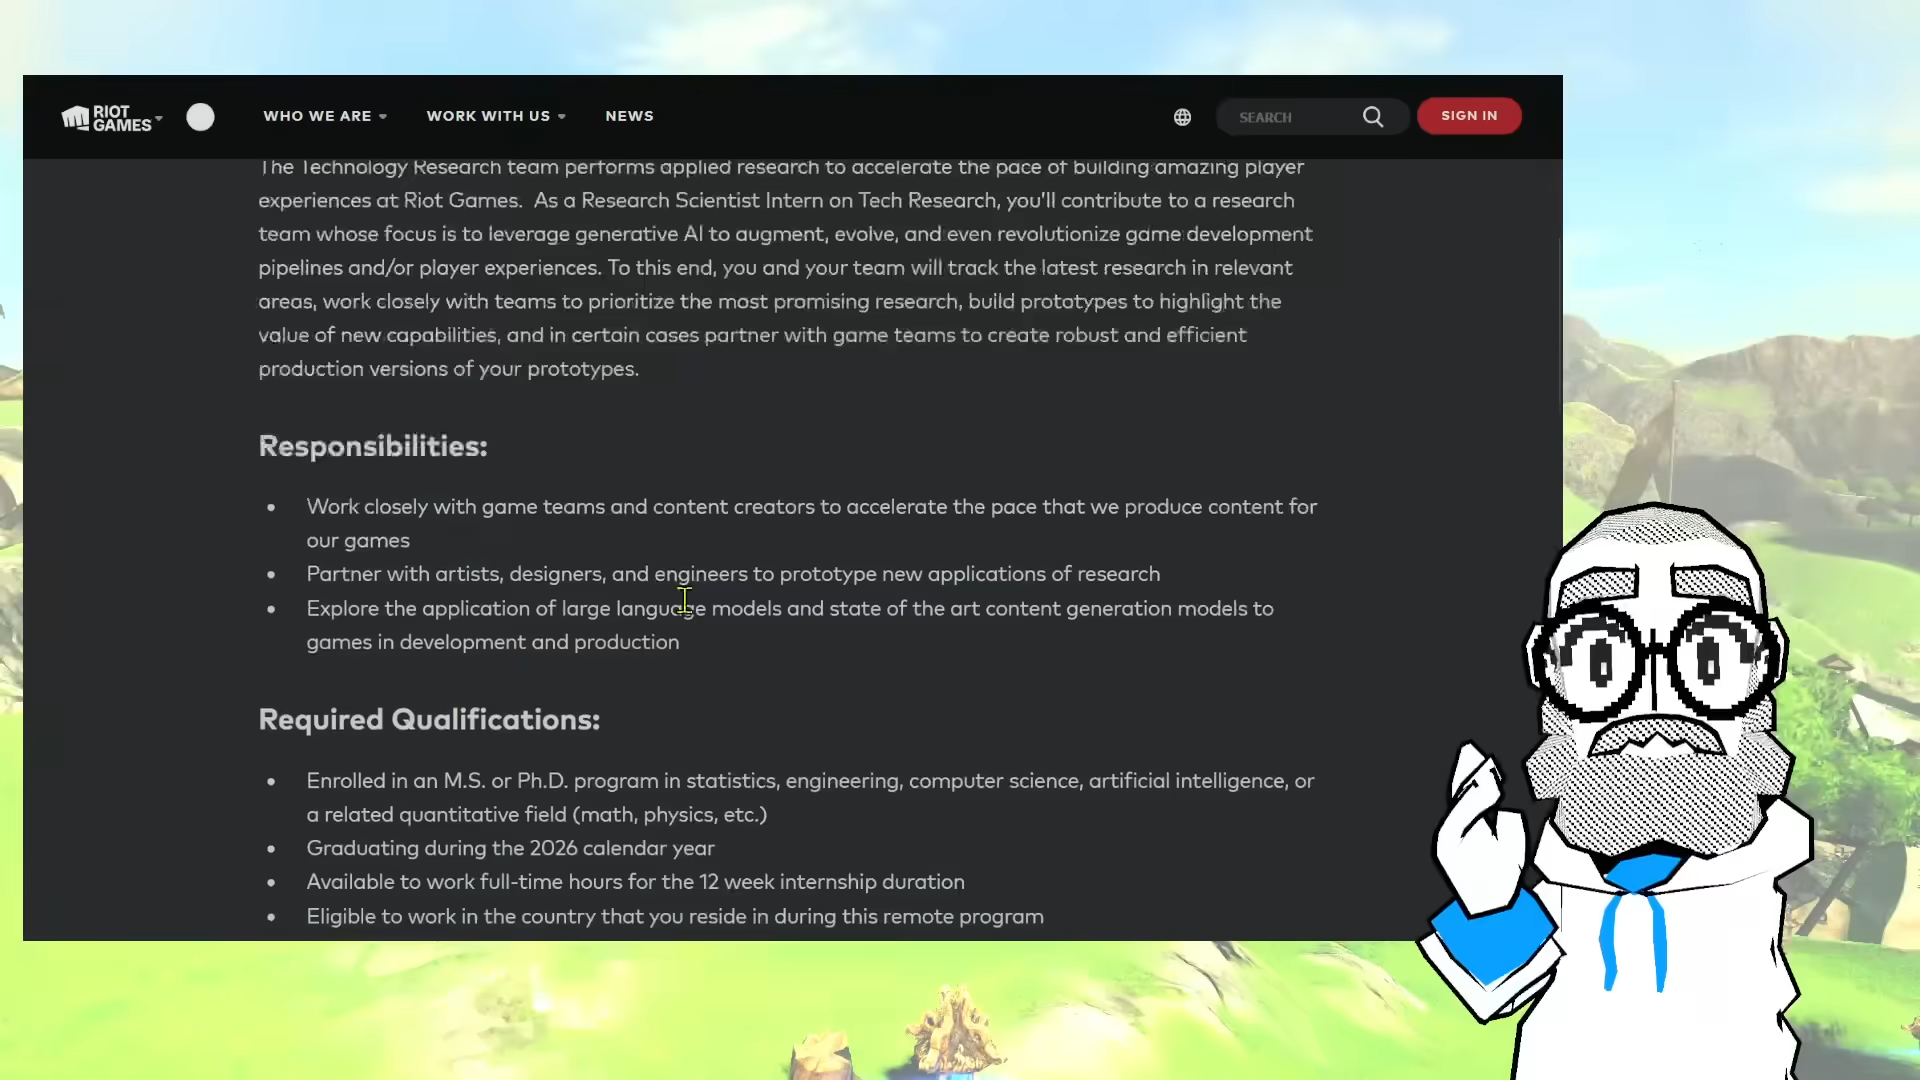 RIOT
GAMES
WHO WE ARE
WORK WITH US
NEWS
SEARCH
SIGN IN
The Technology Research team performs applied research to accelerate the pace of building amazing player
experiences at Riot Games.  As a Research Scientist Intern on Tech Research, you’ll contribute to a research
team whose focus is to leverage generative AI to augment, evolve, and even revolutionize game development
pipelines and/or player experiences. To this end, you and your team will track the latest research in relevant
areas, work closely with teams to prioritize the most promising research, build prototypes to highlight the
value of new capabilities, and in certain cases partner with game teams to create robust and efficient
production versions of your prototypes.
Responsibilities:
• Work closely with game teams and content creators to accelerate the pace that we produce content for
our games
• Partner with artists, designers, and engineers to prototype new applications of research
• Explore the application of large language models and state of the art content generation models to
games in development and production
Required Qualifications:
• Enrolled in an M.S. or Ph.D. program in statistics, engineering, computer science, artificial intelligence, or
a related quantitative field (math, physics, etc.)
• Graduating during the 2026 calendar year
• Available to work full-time hours for the 12 week internship duration
• Eligible to work in the country that you reside in during this remote program